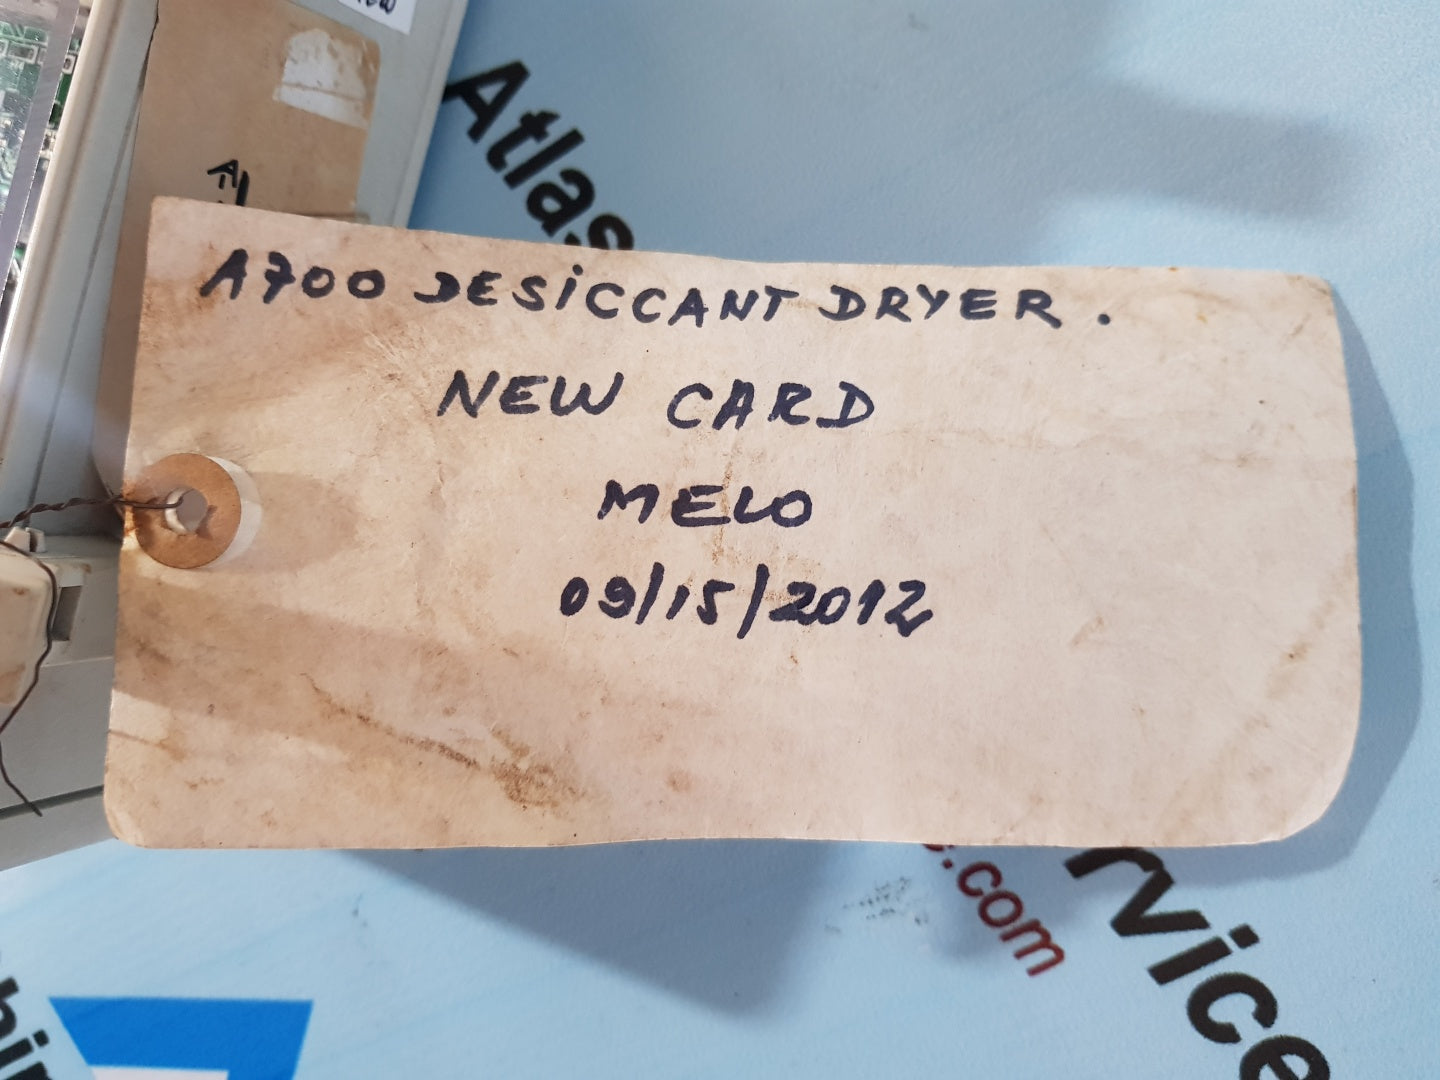 Atlas
A700 DESiCCANT DRYER.
NEW CARD
MELO
09/15/2012
.com
rvice